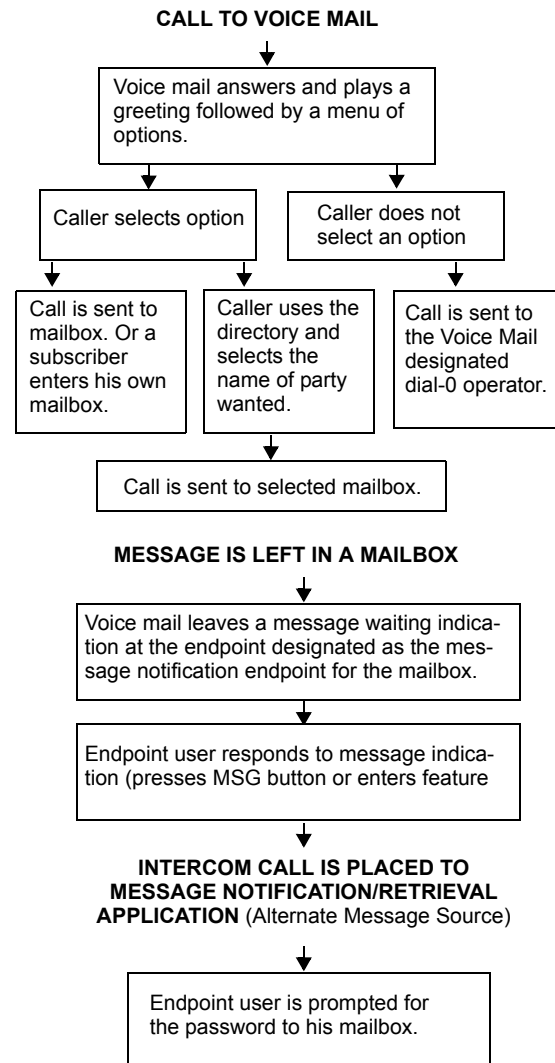 CALL TO VOICE MAIL
Voice mail answers and plays a
greeting followed by a menu of
options.
Caller selects option
Caller does not
select an option
Call is sent to
mailbox. Or a
subscriber
enters his own
mailbox.
Caller uses the
directory and
selects the
name of party
wanted.
Call is sent to
the Voice Mail
designated
dial-0 operator.
Call is sent to selected mailbox.
MESSAGE IS LEFT IN A MAILBOX
Voice mail leaves a message waiting indica-
tion at the endpoint designated as the mes-
sage notification endpoint for the mailbox.
Endpoint user responds to message indica-
tion (presses MSG button or enters feature
INTERCOM CALL IS PLACED TO
MESSAGE NOTIFICATION/RETRIEVAL
APPLICATION (Alternate Message Source)
Endpoint user is prompted for
the password to his mailbox.